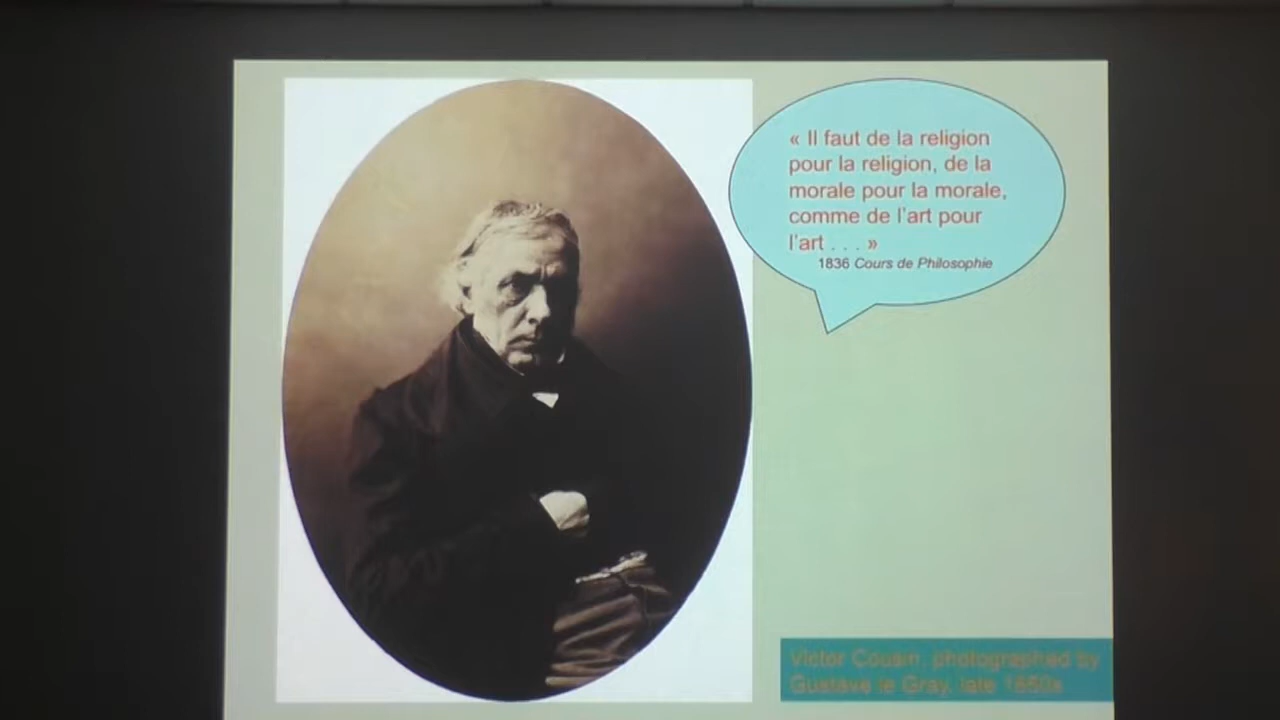 « Il faut de la religion
pour la religion, de la
morale pour la morale,
comme de l'art pour
l'art . . . »
1836 Cours de Philosophie
Victor Cousin, photographed by
Gustave le Gray, late 1850s